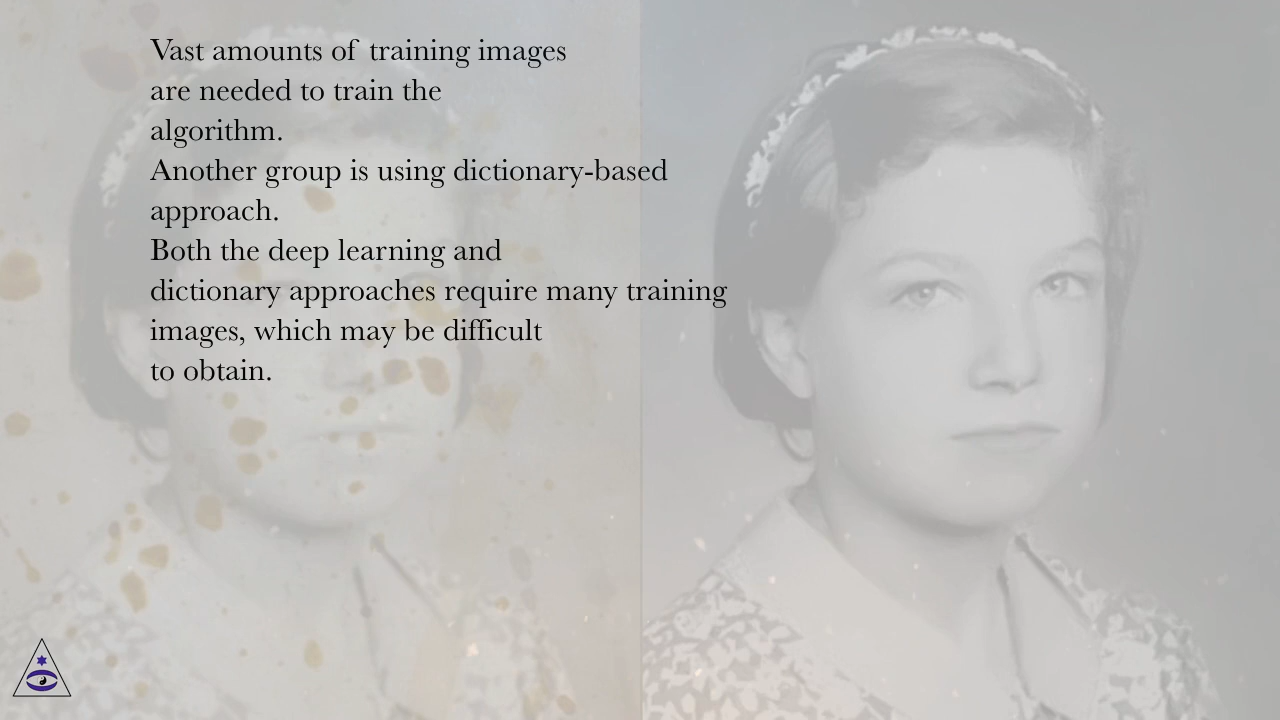 Vast amounts of training images
are needed to train the
algorithm.
Another group is using dictionary-based
approach.
Both the deep learning and
dictionary approaches require many training
images, which may be difficult
to obtain.